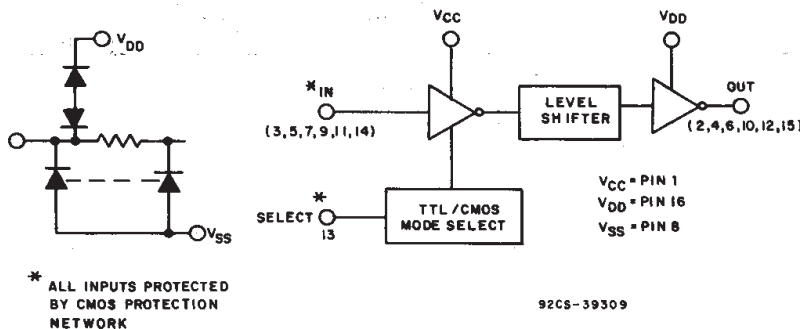 VDD
VSS
* ALL INPUTS PROTECTED
BY CMOS PROTECTION
NETWORK
VCC
VDD
*IN
(3,5,7,9,11,14)
LEVEL
SHIFTER
OUT
(2,4,6,10,12,15)
*
SELECT
13
TTL/CMOS
MODE SELECT
VCC = PIN 1
VDD = PIN 16
VSS = PIN 8
92CS-39309